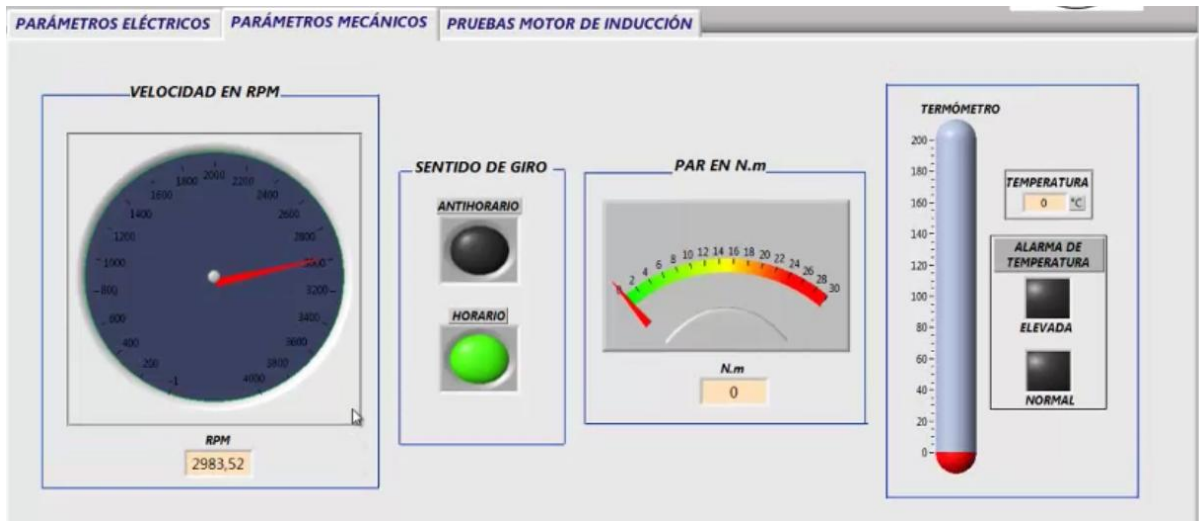 PARÁMETROS ELÉCTRICOS
PARÁMETROS MECÁNICOS
PRUEBAS MOTOR DE INDUCCIÓN
VELOCIDAD EN RPM
-1
200
400
600
800
1000
1200
1400
1600
1800
2000
2200
2400
2600
2800
3000
3200
3400
3600
3800
4000
RPM
2983,52
SENTIDO DE GIRO
ANTIHORARIO
HORARIO
PAR EN N.m
0 2 4 6 8 10 12 14 16 18 20 22 24 26 28 30
N.m
0
TERMÓMETRO
200
180
160
140
120
100
80
60
40
20
0
TEMPERATURA
0 °C
ALARMA DE
TEMPERATURA
ELEVADA
NORMAL